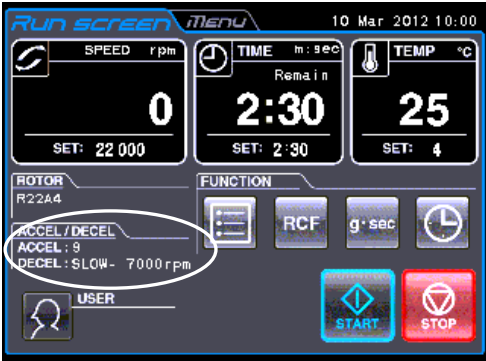 Run screen Menu 10 Mar 2012 10:00
SPEED rpm
0
SET: 22 000
TIME m:sec
Remain
2:30
SET: 2:30
TEMP °C
25
SET: 4
ROTOR
R22A4
FUNCTION
RCF g·sec
ACCEL/DECEL
ACCEL:9
DECEL:SLOW- 7000rpm
USER
START
STOP